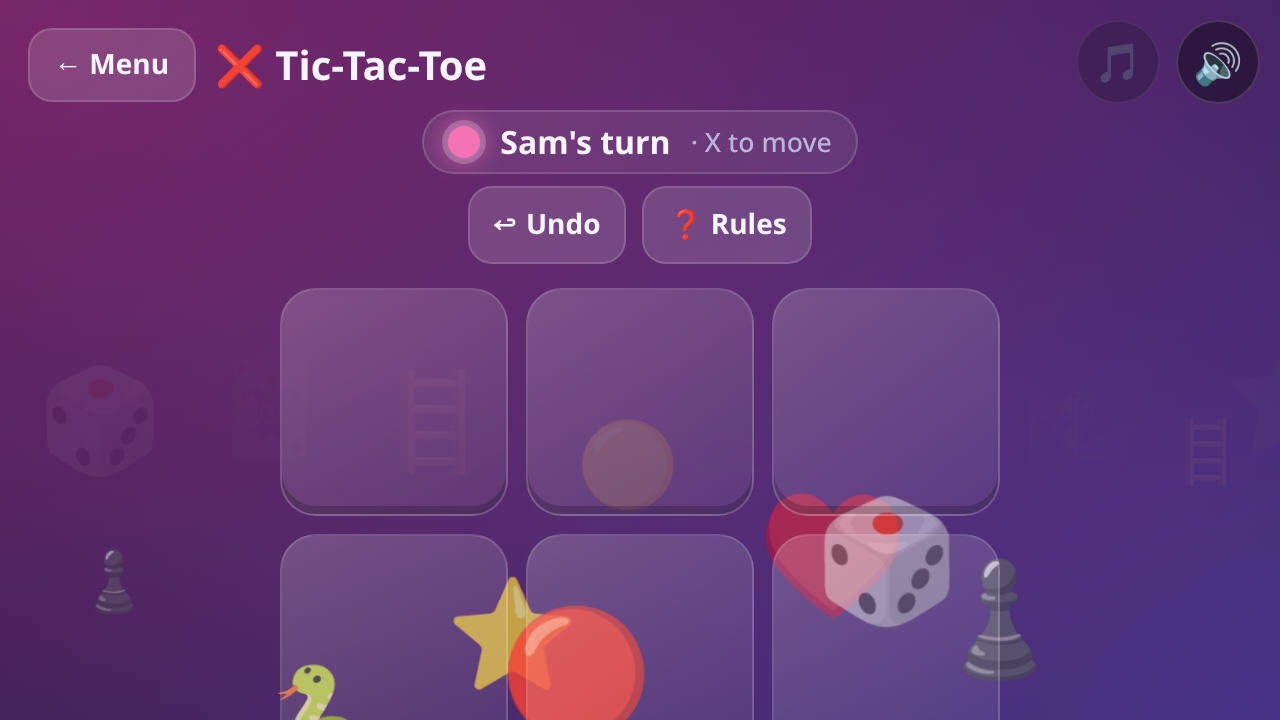 ← Menu
❌ Tic-Tac-Toe
Sam's turn · X to move
↩ Undo
❓ Rules